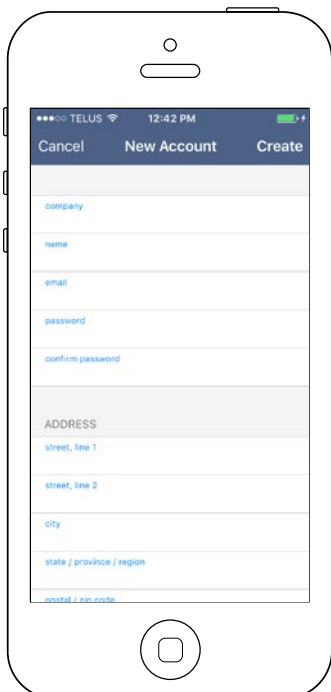 TELUS 12:42 PM
Cancel New Account Create
company
name
email
password
confirm password
ADDRESS
street, line 1
street, line 2
city
state / province / region
postal / zip code